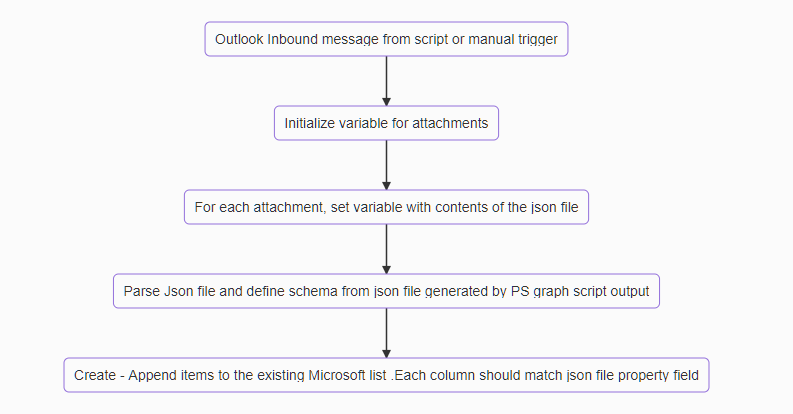 Outlook Inbound message from script or manual trigger
Initialize variable for attachments
For each attachment, set variable with contents of the json file
Parse Json file and define schema from json file generated by PS graph script output
Create - Append items to the existing Microsoft list .Each column should match json file property field